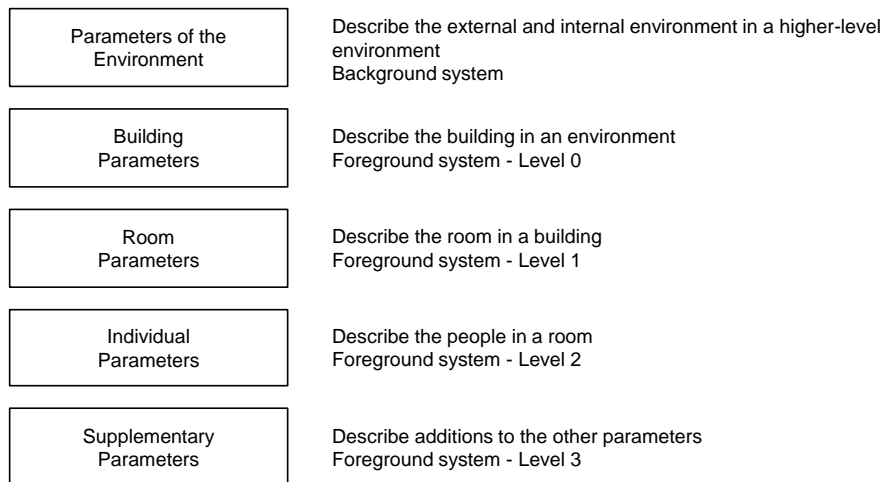 Parameters of the
Environment
Describe the external and internal environment in a higher-level
environment
Background system
Building
Parameters
Describe the building in an environment
Foreground system - Level 0
Room
Parameters
Describe the room in a building
Foreground system - Level 1
Individual
Parameters
Describe the people in a room
Foreground system - Level 2
Supplementary
Parameters
Describe additions to the other parameters
Foreground system - Level 3